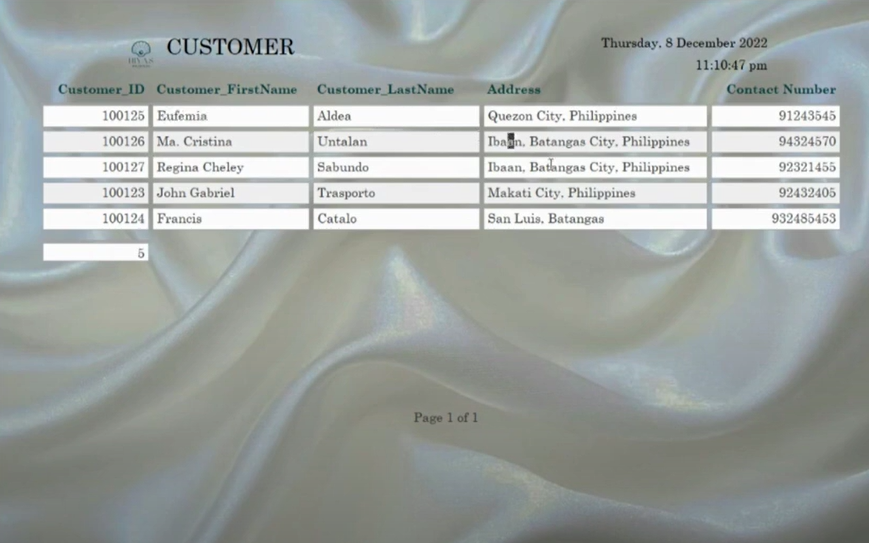 CUSTOMER
Thursday, 8 December 2022
11:10:47 pm
Customer_ID Customer_FirstName Customer_LastName Address Contact Number
100125 Eufemia Aldea Quezon City, Philippines 91243545
100126 Ma. Cristina Untalan Ibaan, Batangas City, Philippines 94324570
100127 Regina Cheley Sabundo Ibaan, Batangas City, Philippines 92321455
100123 John Gabriel Trasporto Makati City, Philippines 92432405
100124 Francis Catalo San Luis, Batangas 932485453
5
Page 1 of 1